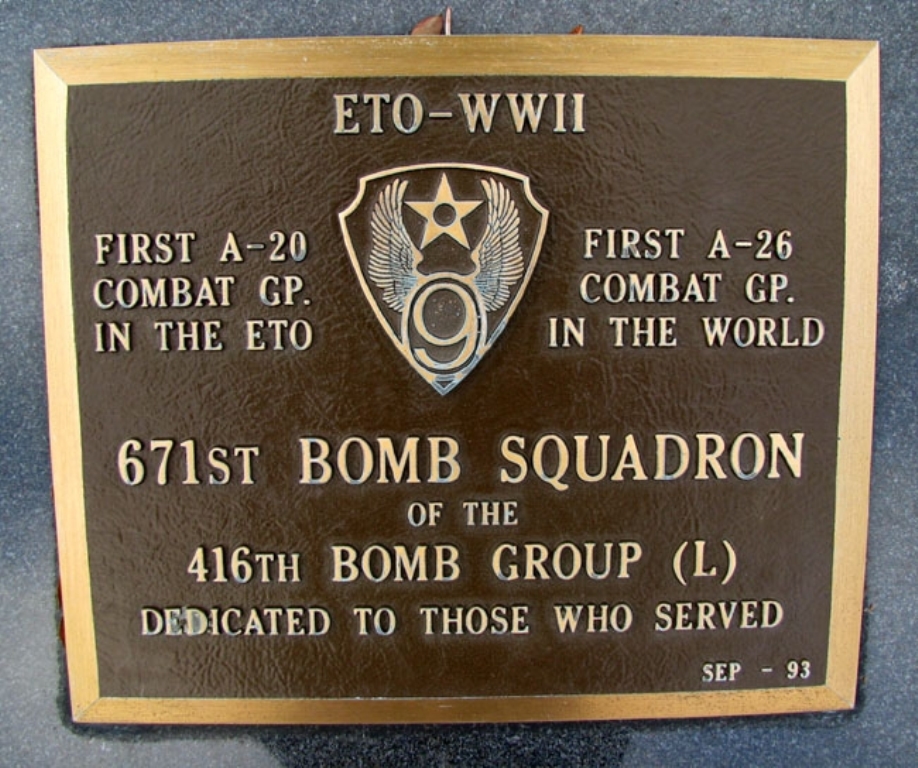 ETO-WWII
FIRST A-20
COMBAT GP.
IN THE ETO
9
FIRST A-26
COMBAT GP.
IN THE WORLD
671ST BOMB SQUADRON
OF THE
416TH BOMB GROUP (L)
DEDICATED TO THOSE WHO SERVED
SEP - 93